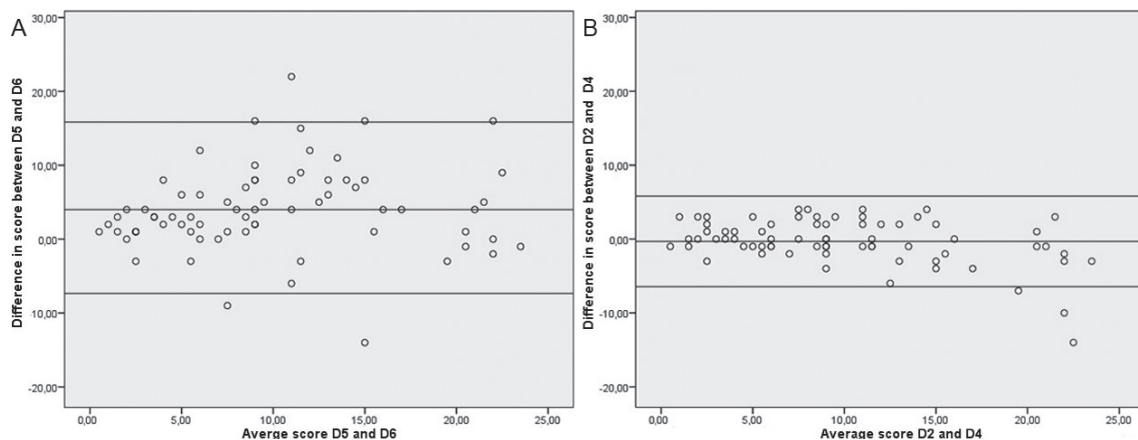 A
Difference in score between D5 and D6
30,00
20,00
10,00
0,00
-10,00
-20,00
0,00 5,00 10,00 15,00 20,00 25,00
Averge score D5 and D6
B
Difference in score between D2 and D4
30,00
20,00
10,00
0,00
-10,00
-20,00
0,00 5,00 10,00 15,00 20,00 25,00
Average score D2 and D4